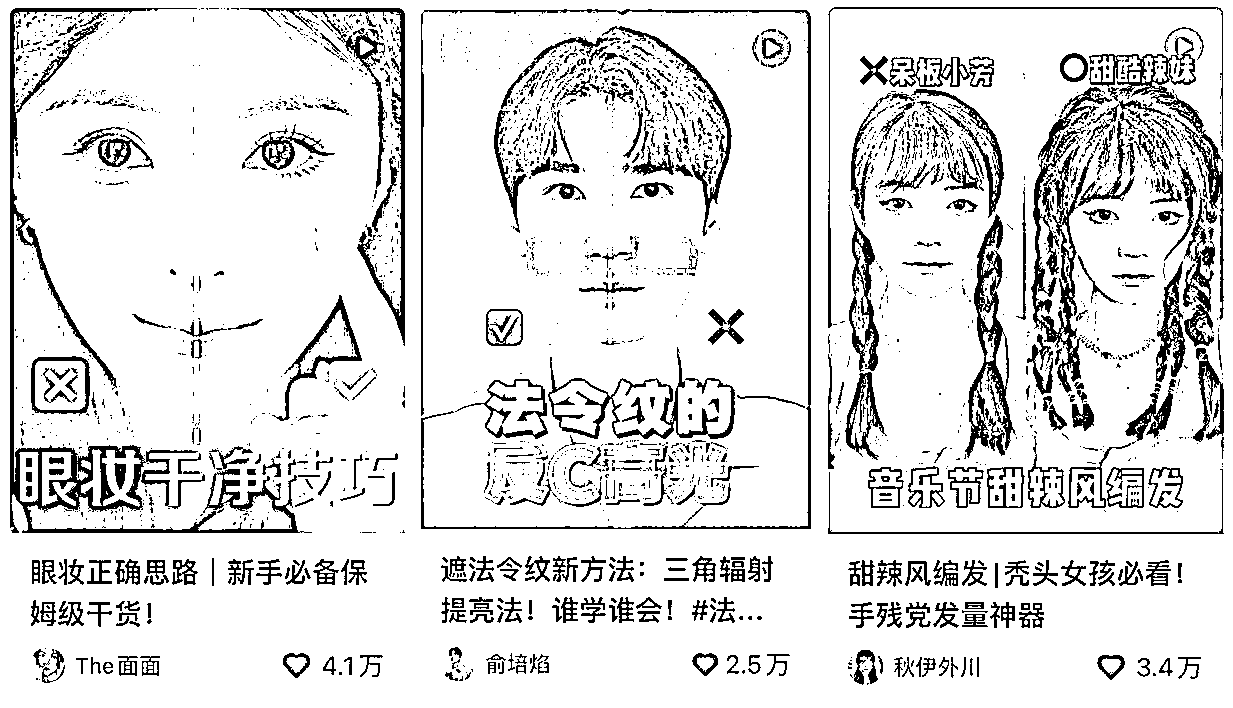 眼妆干净技巧
眼妆正确思路｜新手必备保
姆级干货！
The面面
4.1万
法令纹的
反C高光
遮法令纹新方法：三角辐射
提亮法！谁学谁会！#法...
俞培焰
2.5万
呆板小芳
甜酷辣妹
音乐节甜辣风编发
甜辣风编发|秃头女孩必看！
手残党发量神器
秋伊外川
3.4万